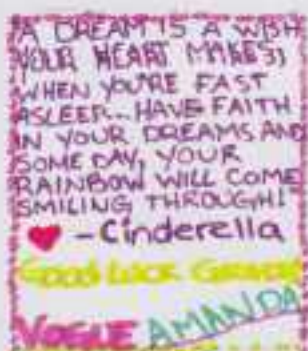 "A DREAM IS A WISH
YOUR HEART MAKES,
WHEN YOU'RE FAST
ASLEEP... HAVE FAITH
IN YOUR DREAMS AND
SOME DAY, YOUR
RAINBOW WILL COME
SMILING THROUGH!"
♥ -Cinderella
GOOD LUCK
VOGUE AMANDA